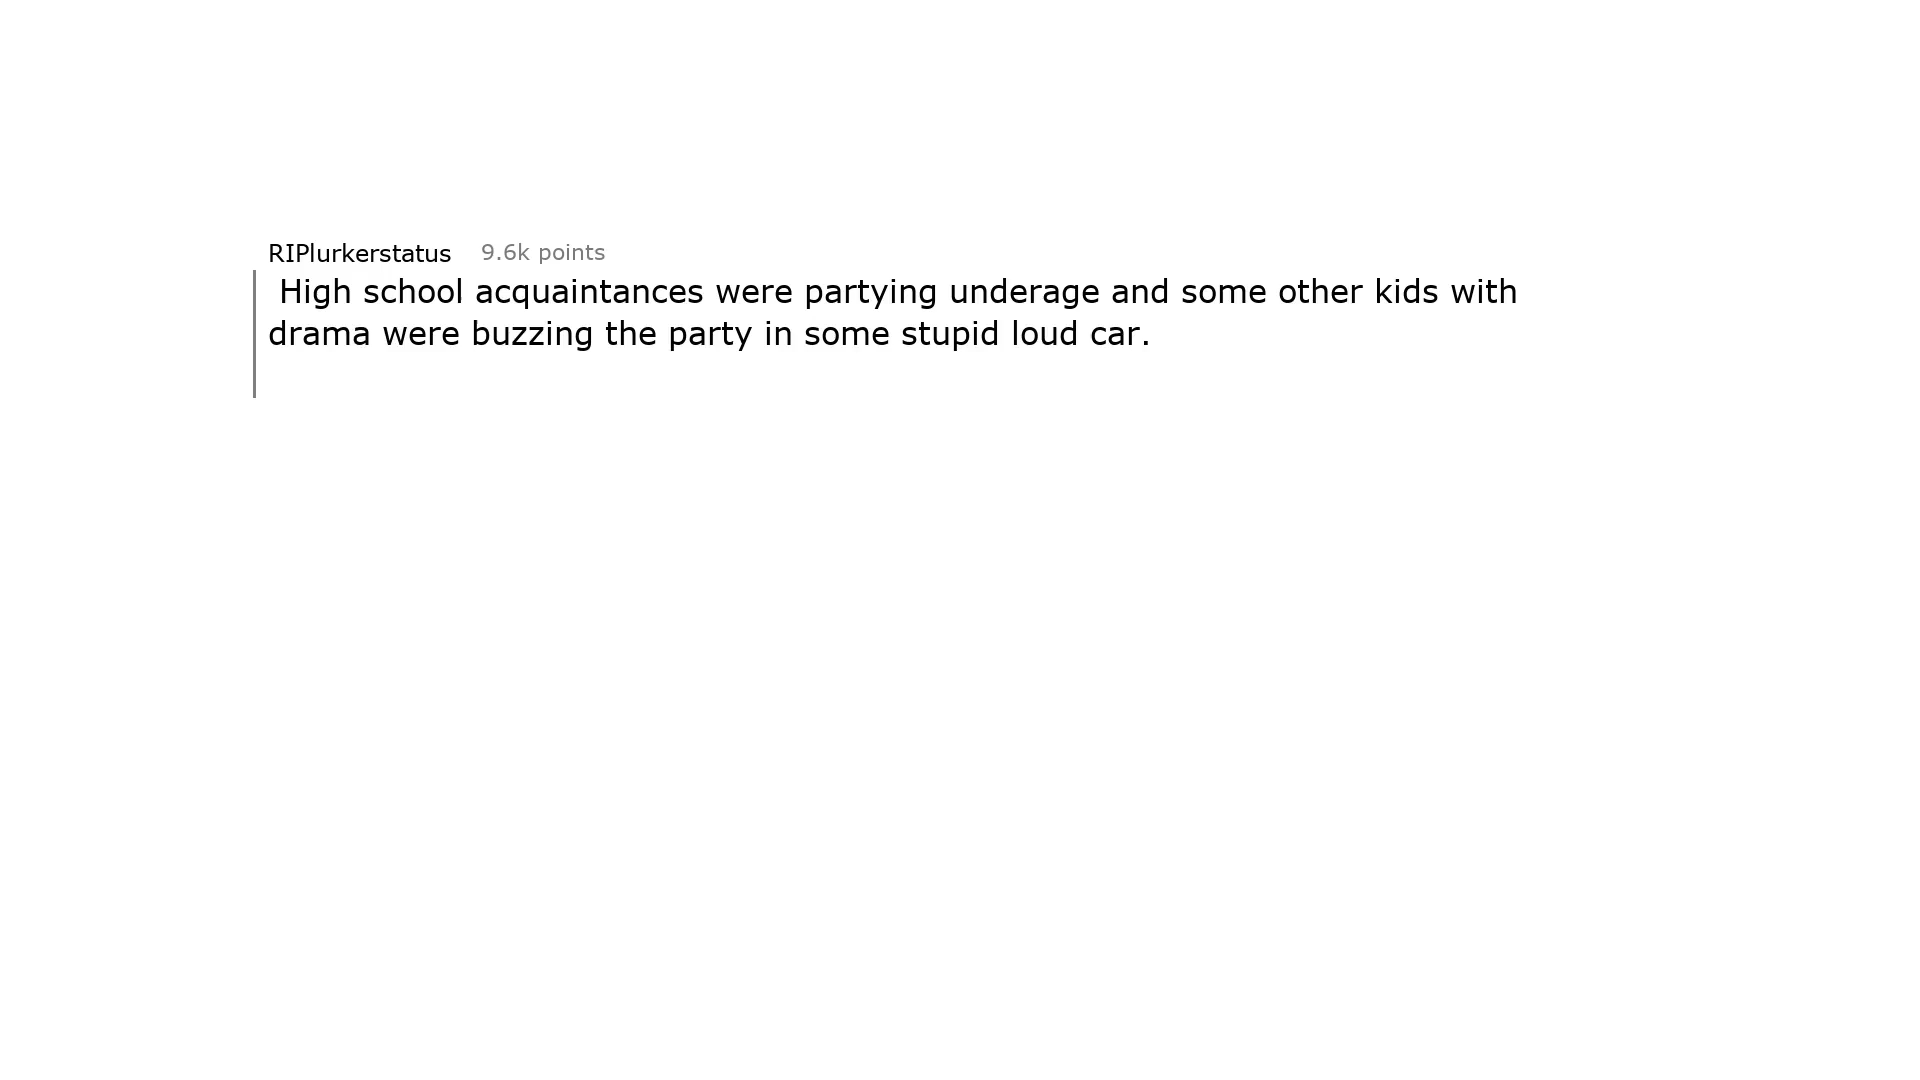 RIPlurkerstatus 9.6k points
High school acquaintances were partying underage and some other kids with
drama were buzzing the party in some stupid loud car.